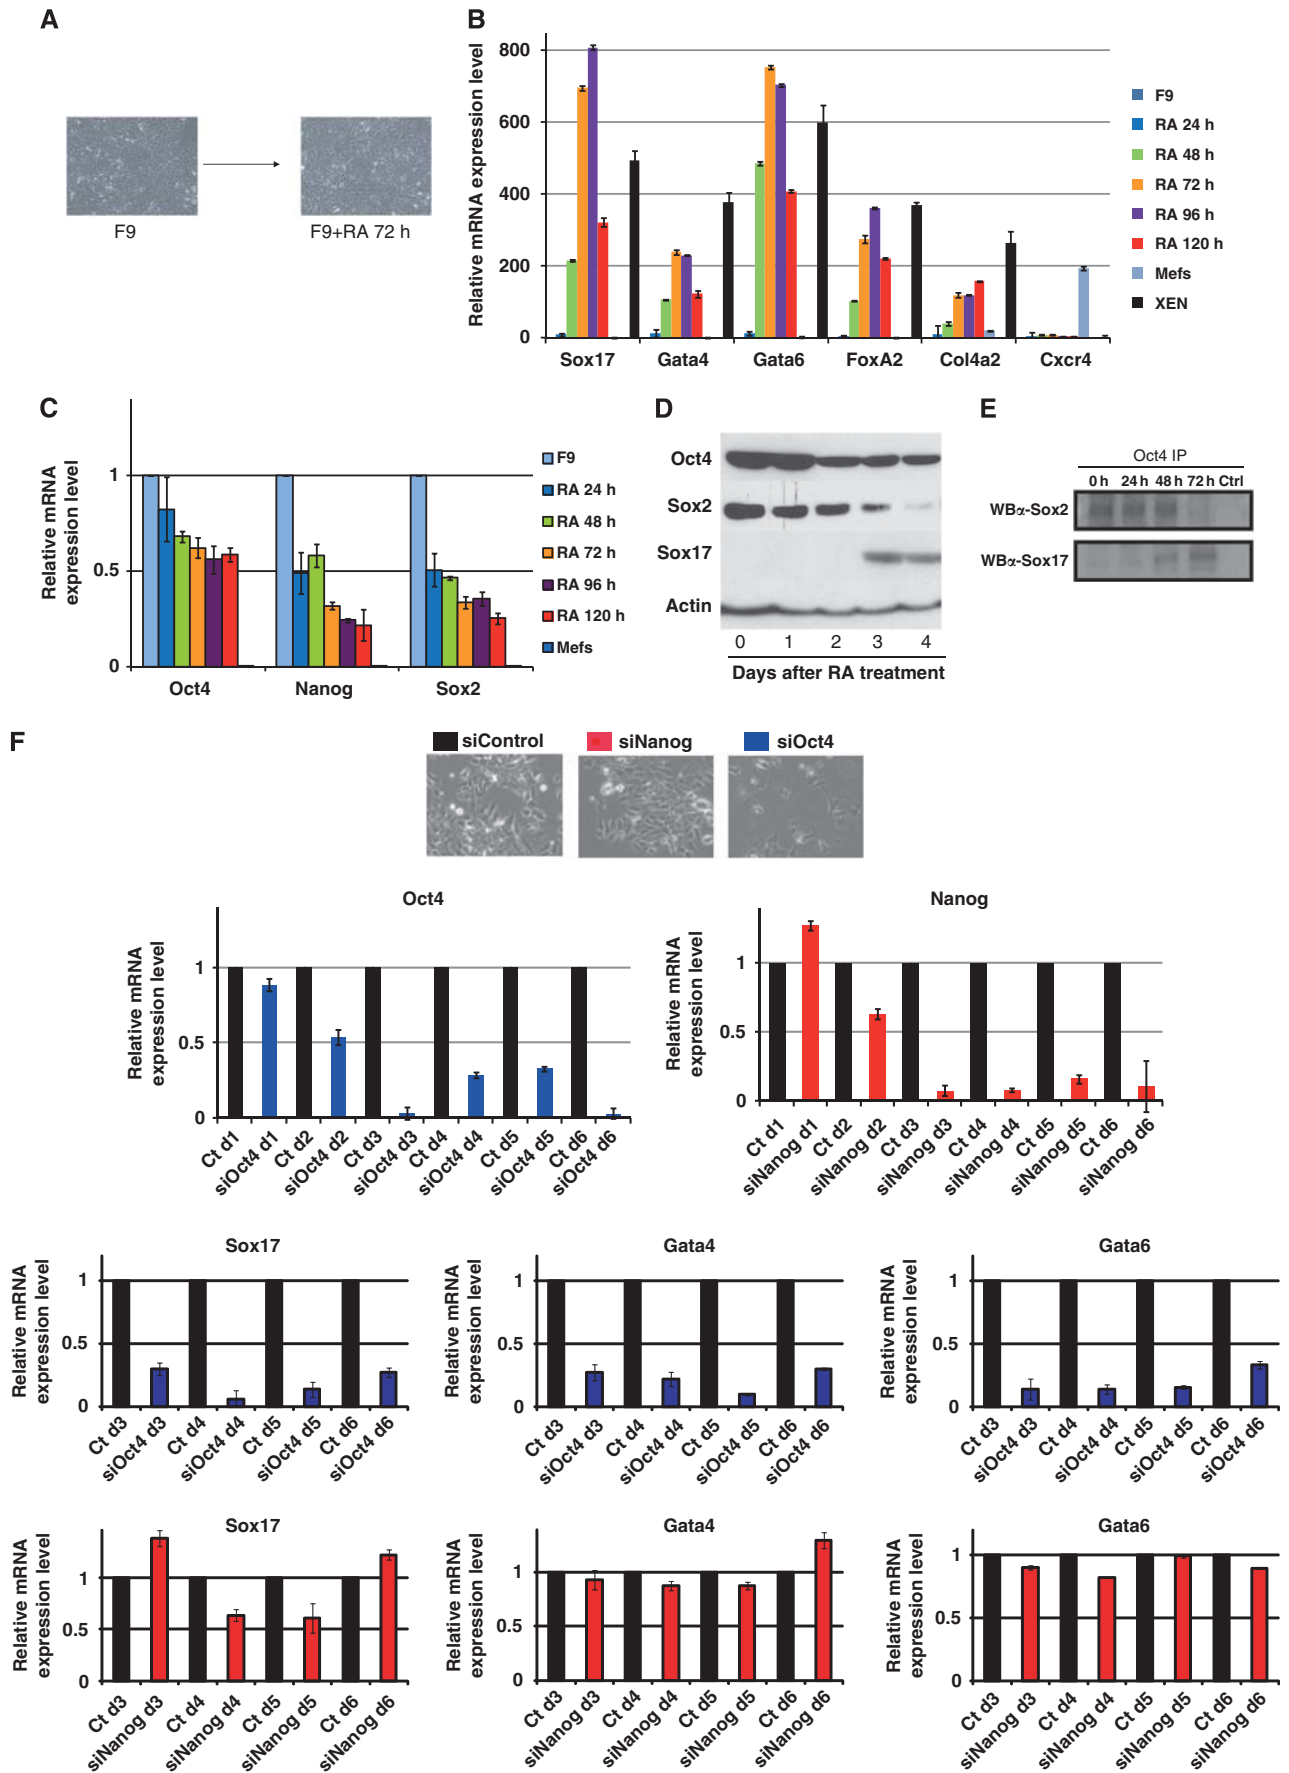 A
F9
F9+RA 72 h
B
Relative mRNA expression level
800
600
400
200
0
Sox17 Gata4 Gata6 FoxA2 Col4a2 Cxcr4
F9
RA 24 h
RA 48 h
RA 72 h
RA 96 h
RA 120 h
Mefs
XEN
C
Relative mRNA
expression level
1
0.5
0
Oct4 Nanog Sox2
F9
RA 24 h
RA 48 h
RA 72 h
RA 96 h
RA 120 h
Mefs
D
Oct4
Sox2
Sox17
Actin
0 1 2 3 4
Days after RA treatment
E
Oct4 IP
0 h 24 h 48 h 72 h Ctrl
WBα-Sox2
WBα-Sox17
F
siControl siNanog siOct4
Oct4
Relative mRNA
expression level
1
0.5
0
Ct d1 siOct4 d1 Ct d2 siOct4 d2 Ct d3 siOct4 d3 Ct d4 siOct4 d4 Ct d5 siOct4 d5 Ct d6 siOct4 d6
Nanog
Relative mRNA
expression level
1
0.5
0
Ct d1 siNanog d1 Ct d2 siNanog d2 Ct d3 siNanog d3 Ct d4 siNanog d4 Ct d5 siNanog d5 Ct d6 siNanog d6
Sox17
Relative mRNA
expression level
1
0.5
0
Ct d3 siOct4 d3 Ct d4 siOct4 d4 Ct d5 siOct4 d5 Ct d6 siOct4 d6
Gata4
Relative mRNA
expression level
1
0.5
0
Ct d3 siOct4 d3 Ct d4 siOct4 d4 Ct d5 siOct4 d5 Ct d6 siOct4 d6
Gata6
Relative mRNA
expression level
1
0.5
0
Ct d3 siOct4 d3 Ct d4 siOct4 d4 Ct d5 siOct4 d5 Ct d6 siOct4 d6
Sox17
Relative mRNA
expression level
1
0.5
0
Ct d3 siNanog d3 Ct d4 siNanog d4 Ct d5 siNanog d5 Ct d6 siNanog d6
Gata4
Relative mRNA
expression level
1
0.5
0
Ct d3 siNanog d3 Ct d4 siNanog d4 Ct d5 siNanog d5 Ct d6 siNanog d6
Gata6
Relative mRNA
expression level
1
0.5
0
Ct d3 siNanog d3 Ct d4 siNanog d4 Ct d5 siNanog d5 Ct d6 siNanog d6